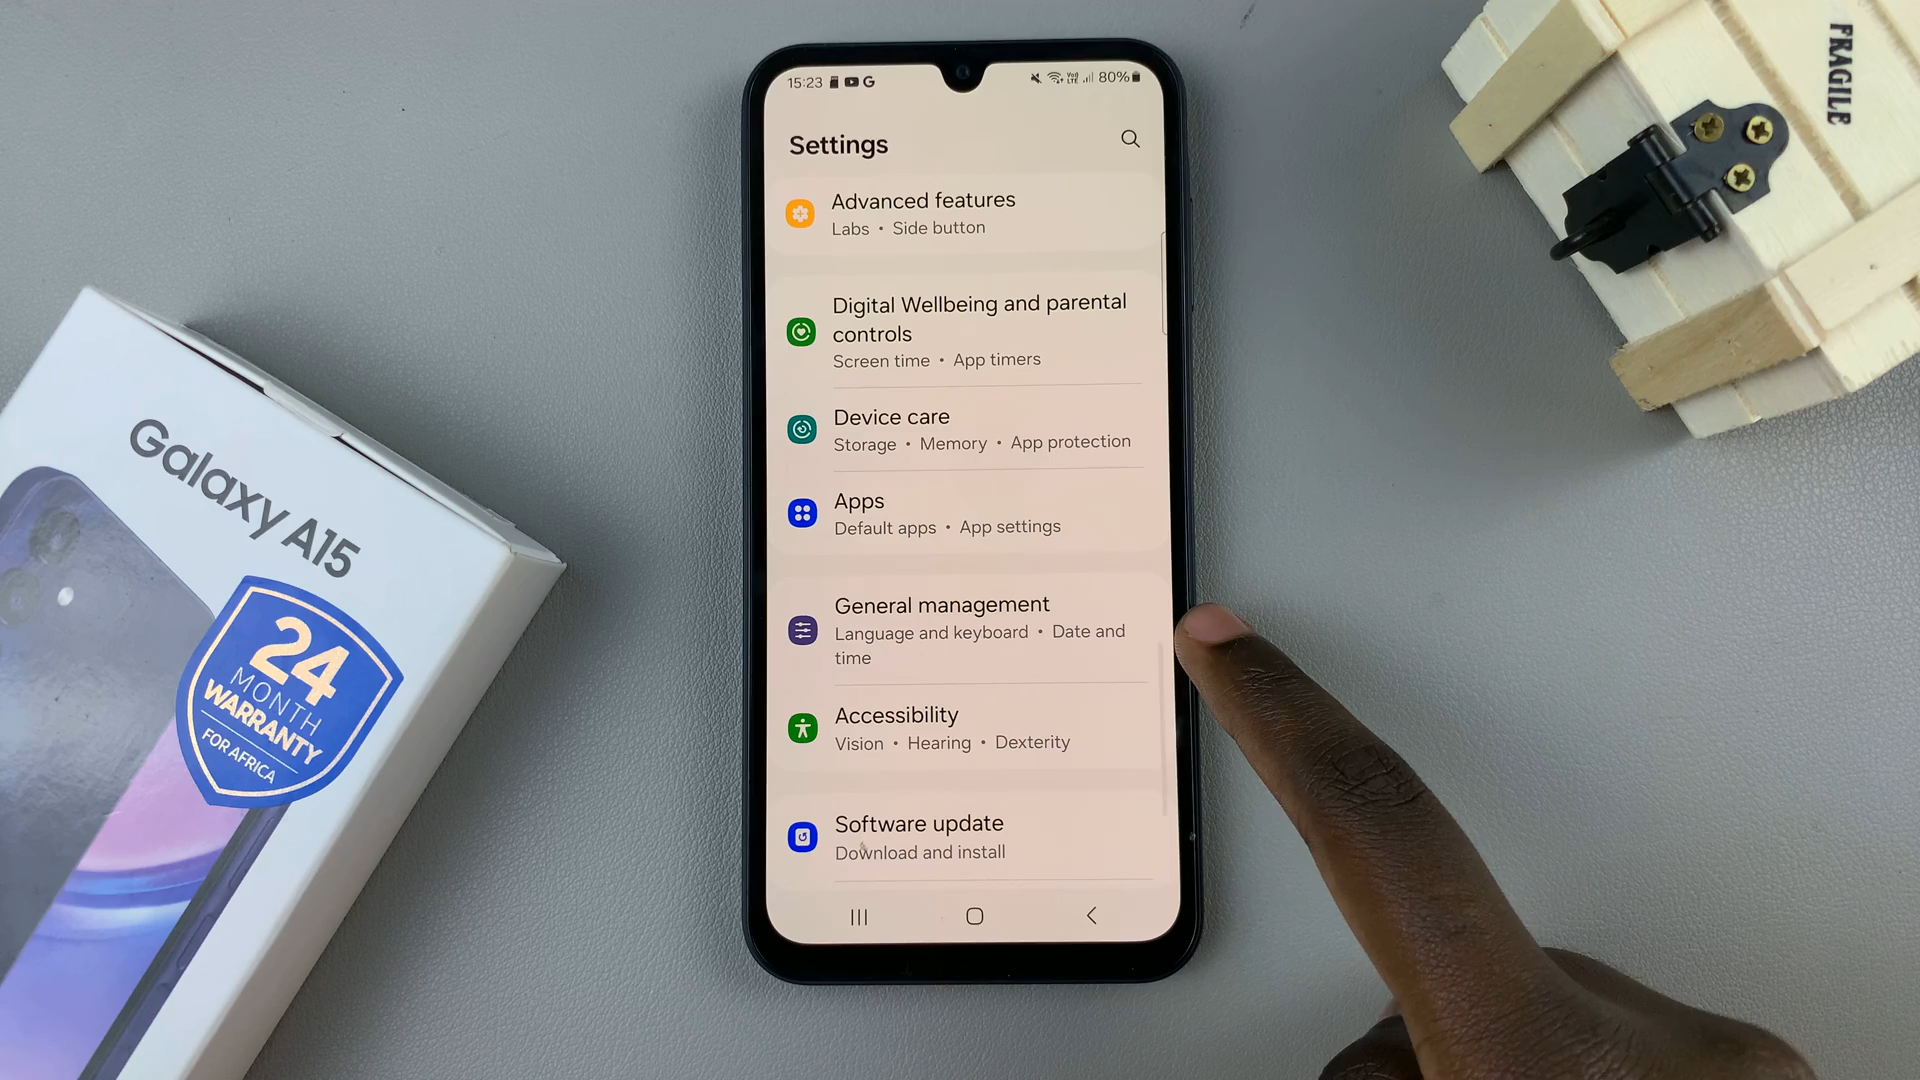 15:23
G
Vo)
LTE
80%
Settings
Advanced features
Labs • Side button
Digital Wellbeing and parental
controls
Screen time • App timers
Device care
Storage • Memory • App protection
Apps
Default apps • App settings
General management
Language and keyboard • Date and
time
Accessibility
Vision • Hearing • Dexterity
Software update
Download and install
Galaxy A15
24
MONTH
WARRANTY
FOR AFRICA
FRAGILE